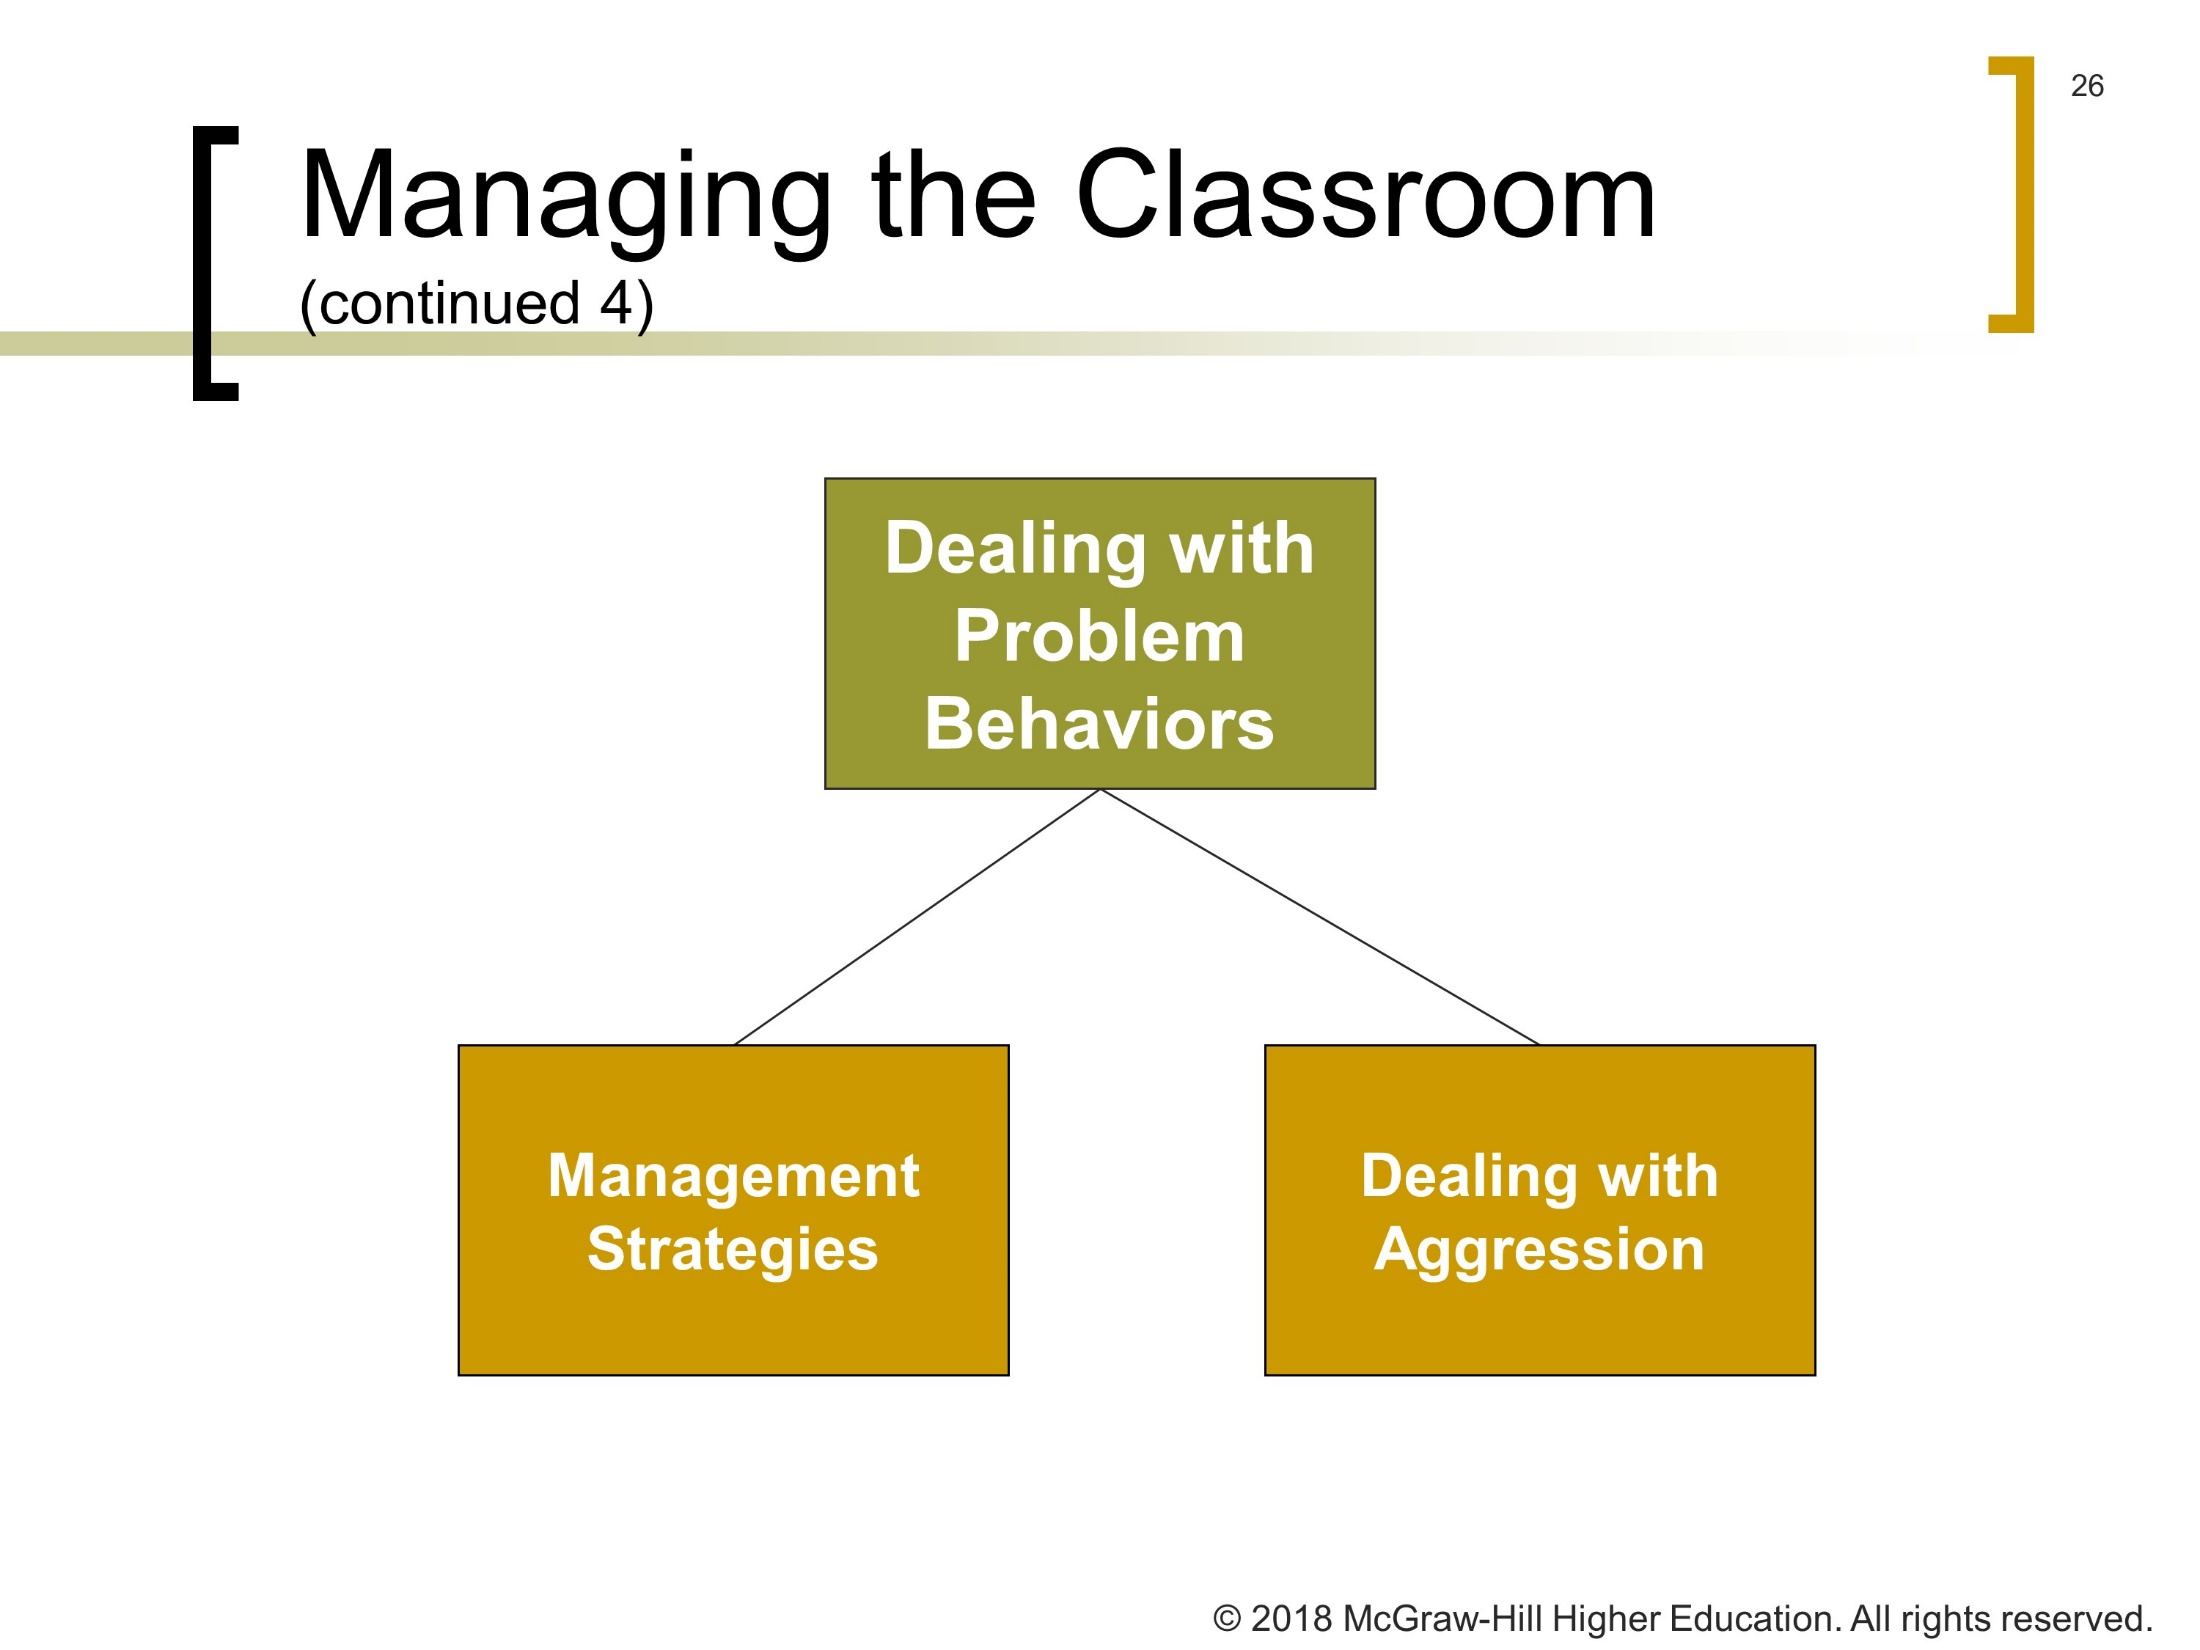 26
Managing the Classroom
(continued 4)
Dealing with
Problem
Behaviors
Management
Strategies
Dealing with
Aggression
© 2018 McGraw-Hill Higher Education. All rights reserved.